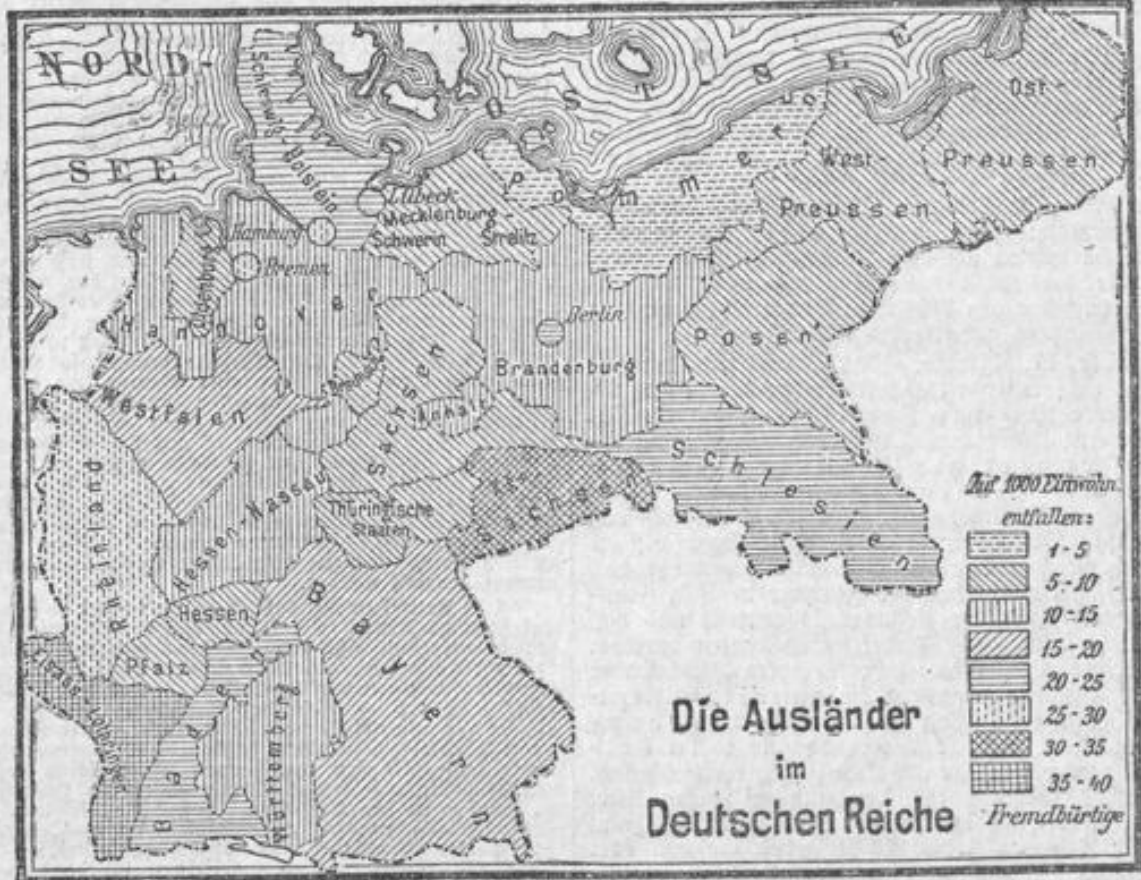 NORD-
SEE
OSTSEE
Schleswig-Holstein
Lübeck
Mecklenburg-
Schwerin
Strelitz
Pommern
West-
Preussen
Ost-
Preussen
Hamburg
Bremen
Oldenburg
Hannover
Berlin
Brandenburg
Posen
Westfalen
Sachsen
Anhalt
Schlesien
Rheinland
Hessen-Nassau
Thüringische
Staaten
Sachsen
Hessen
Pfalz
Elsass-Lothringen
Baden
Württemberg
Bayern
Auf 1000 Einwohn.
entfallen:
1-5
5-10
10-15
15-20
20-25
25-30
30-35
35-40
Fremdbürtige
Die Ausländer
im
Deutschen Reiche